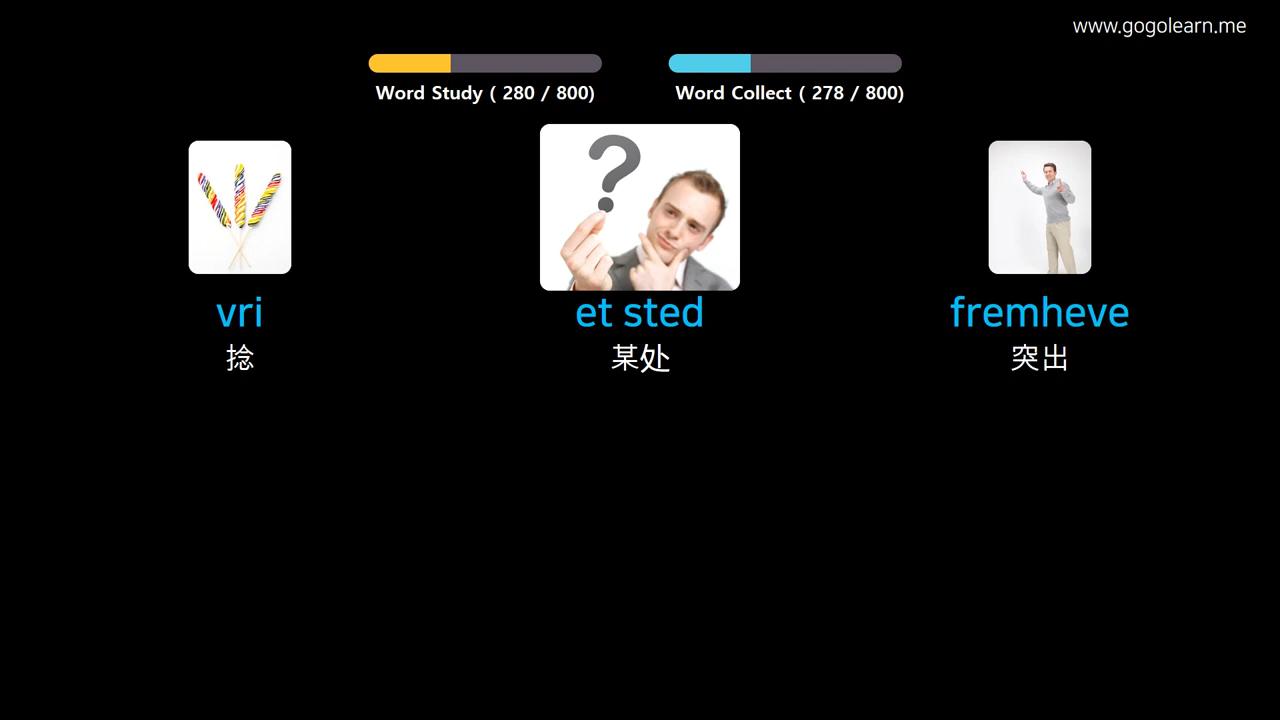 www.gogolearn.me
Word Study ( 280 / 800)
Word Collect ( 278 / 800)
vri
捻
et sted
某处
fremheve
突出